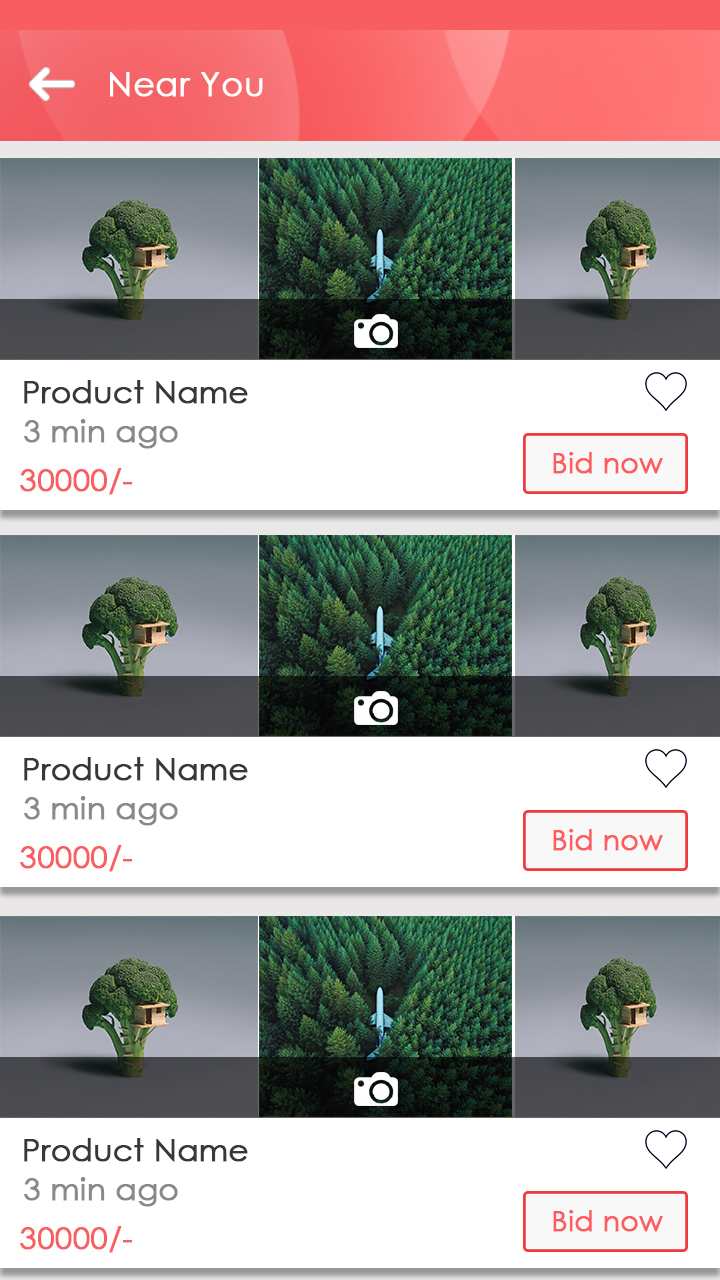 Near You
Product Name
3 min ago
30000/-
Bid now
Product Name
3 min ago
30000/-
Bid now
Product Name
3 min ago
30000/-
Bid now